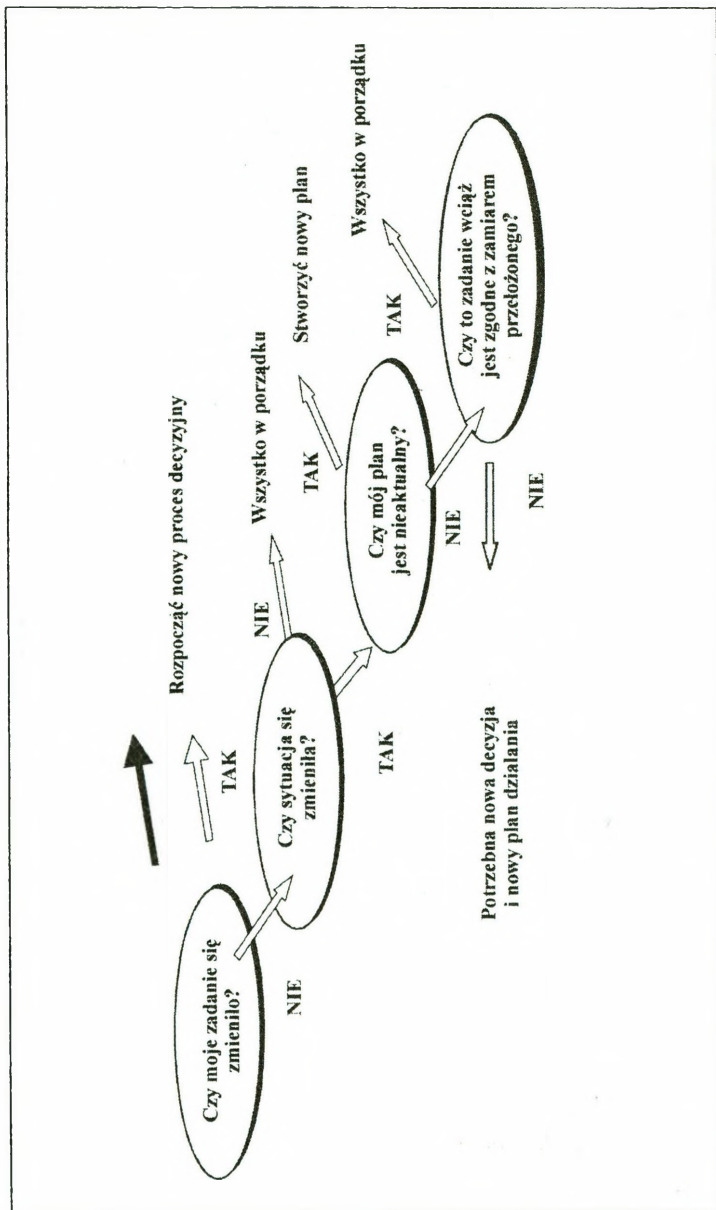 Czy moje zadanie się
zmieniło?
TAK
Rozpocząć nowy proces decyzyjny
NIE
Czy sytuacja się
zmieniła?
NIE
Wszystko w porządku
TAK
Czy mój plan
jest nieaktualny?
TAK
Stworzyć nowy plan
NIE
Czy to zadanie wciąż
jest zgodne z zamiarem
przełożonego?
TAK
Wszystko w porządku
NIE
Potrzebna nowa decyzja
i nowy plan działania